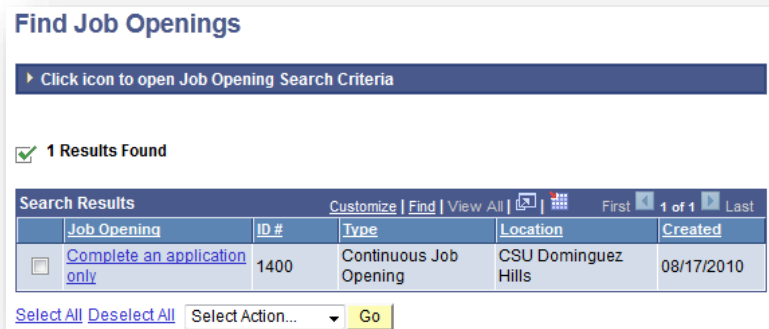 Find Job Openings
Click icon to open Job Opening Search Criteria
1 Results Found
Search Results Customize | Find | View All | | First 1 of 1 Last
Job Opening ID # Type Location Created
Complete an application only 1400 Continuous Job Opening CSU Dominguez Hills 08/17/2010
Select All Deselect All Select Action... Go